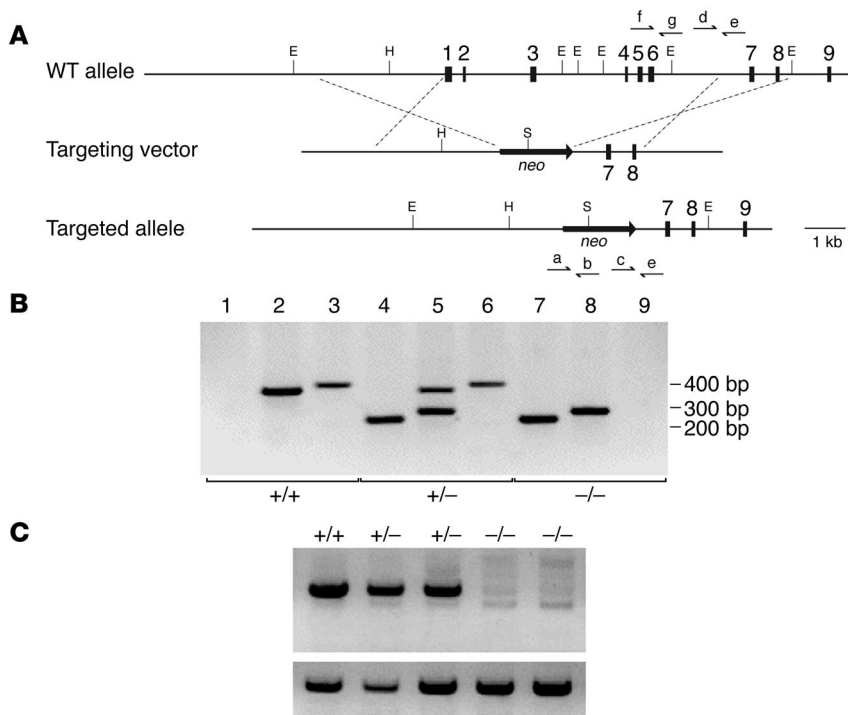 A
f g d e
E H 1 2 3 E E E 4 5 6 E 7 8 E 9
WT allele
H S
Targeting vector
neo 7 8
E H S 7 8 E 9
Targeted allele
neo 1 kb
a b c e
B
1 2 3 4 5 6 7 8 9
400 bp
300 bp
200 bp
+/+ +/– –/–
C
+/+ +/– +/– –/– –/–